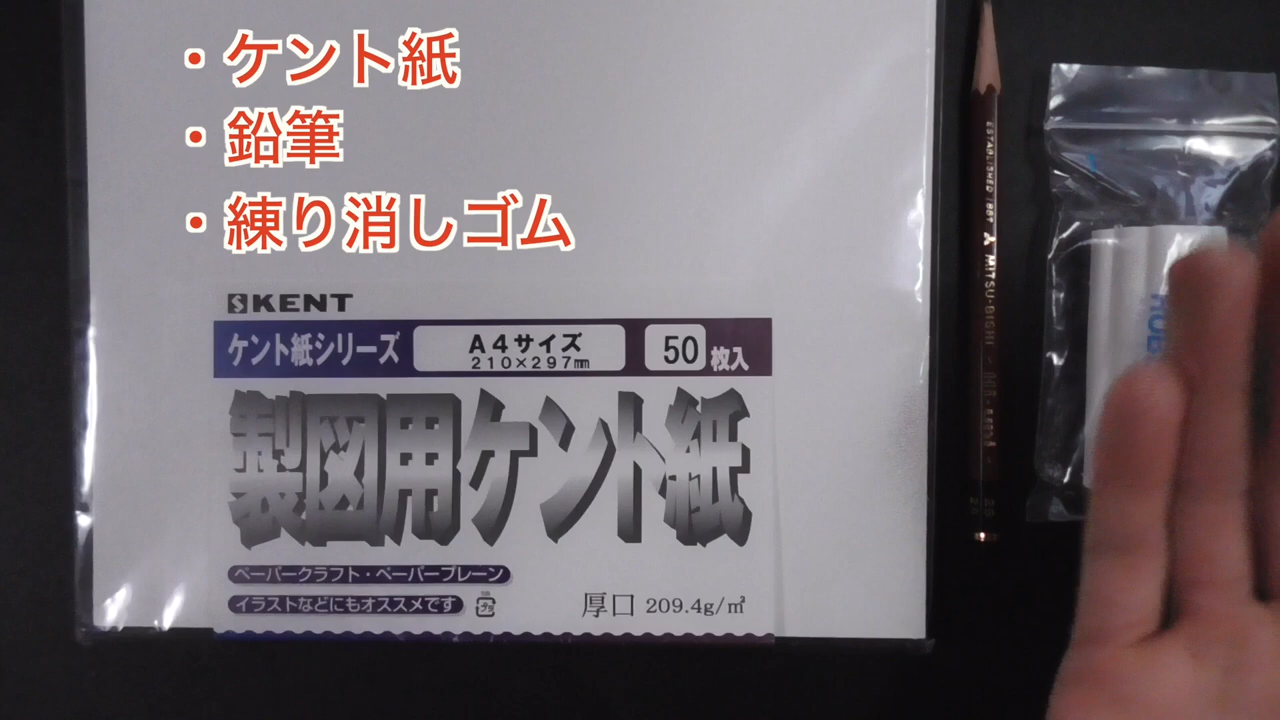 ・ケント紙
・鉛筆
・練り消しゴム
KENT
ケント紙シリーズ
A4サイズ
210×297㎜
50枚入
製図用ケント紙
ペーパークラフト・ペーパープレーン
イラストなどにもオススメです
厚口 209.4g/㎡
ESTABLISHED 1887 MITSU-BISHI